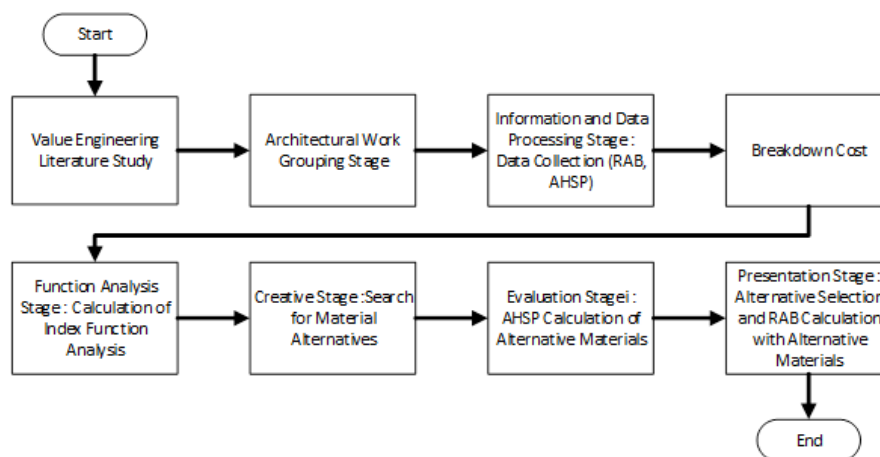 Start
Value Engineering
Literature Study
Architectural Work
Grouping Stage
Information and Data
Processing Stage :
Data Collection (RAB,
AHSP)
Breakdown Cost
Function Analysis
Stage : Calculation of
Index Function
Analysis
Creative Stage :Search
for Material
Alternatives
Evaluation Stagei :
AHSP Calculation of
Alternative Materials
Presentation Stage :
Alternative Selection
and RAB Calculation
with Alternative
Materials
End